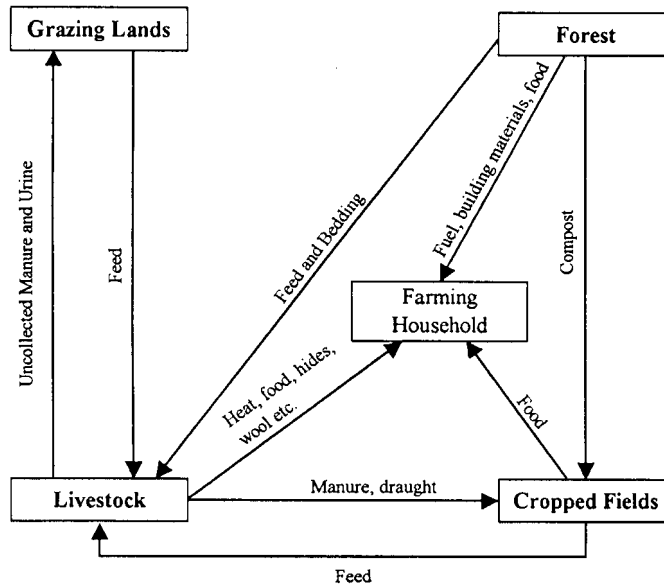 Grazing Lands
Forest
Uncollected Manure and Urine
Feed
Feed and Bedding
Fuel, building materials, food
Compost
Farming
Household
Heat, food, hides,
wool etc.
Food
Livestock
Manure, draught
Cropped Fields
Feed